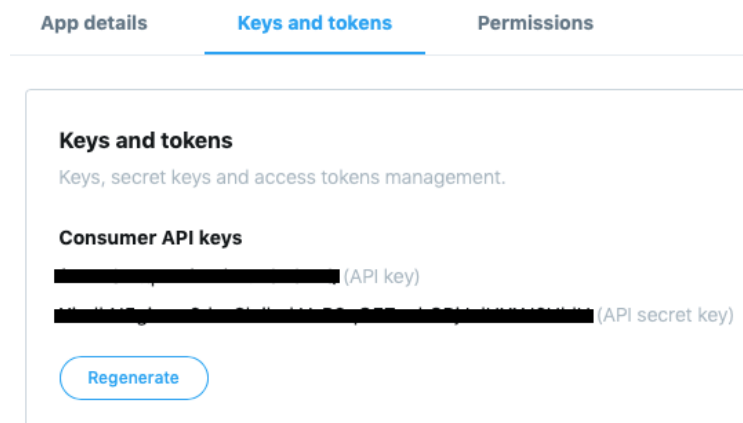 App details Keys and tokens Permissions
Keys and tokens
Keys, secret keys and access tokens management.
Consumer API keys
(API key)
(API secret key)
Regenerate